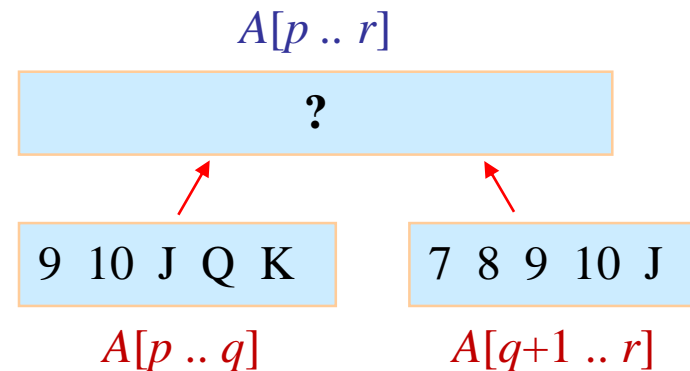 A[p .. r]
?
9 10 J Q K
7 8 9 10 J
A[p .. q]
A[q+1 .. r]